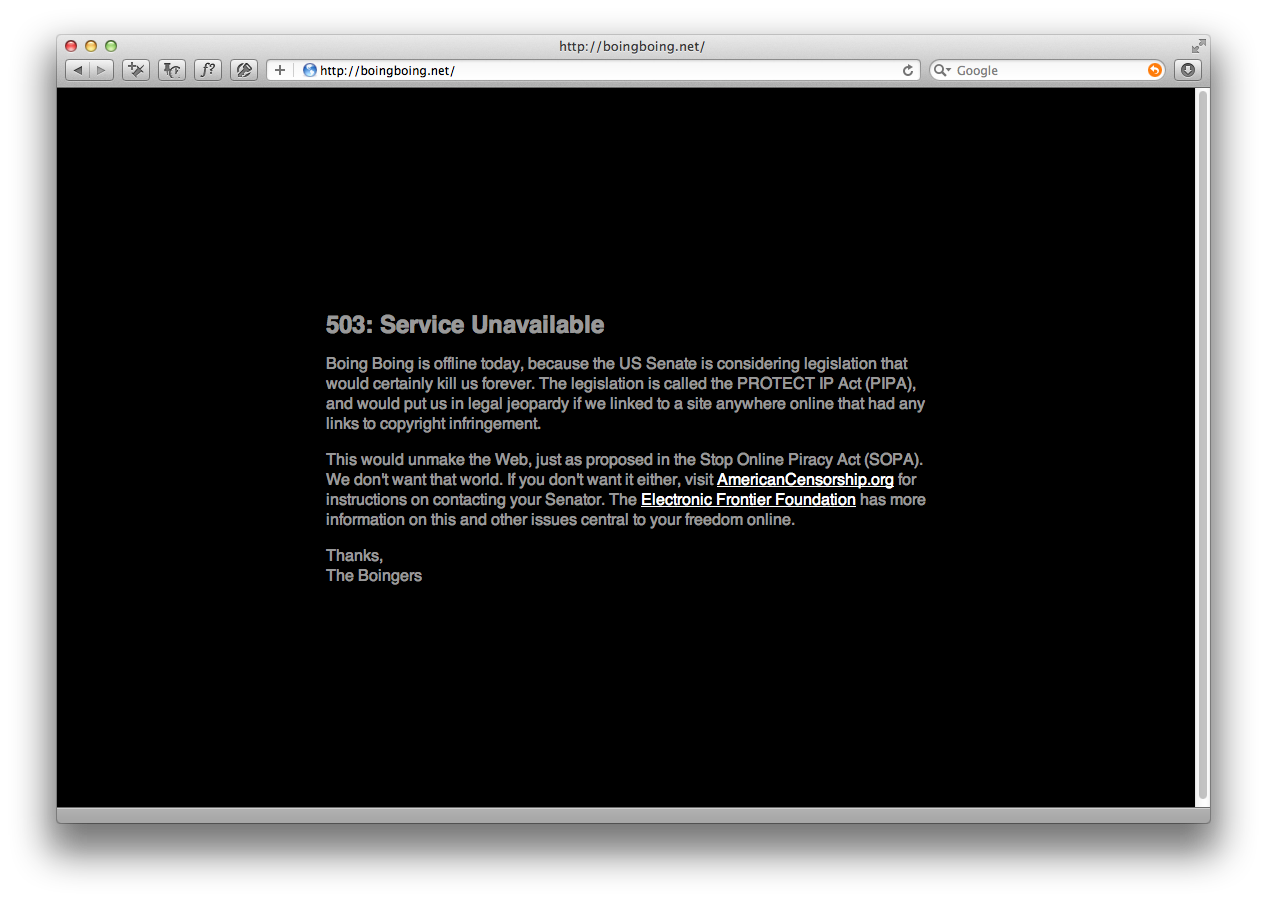 http://boingboing.net/
http://boingboing.net/
Google
503: Service Unavailable
Boing Boing is offline today, because the US Senate is considering legislation that
would certainly kill us forever. The legislation is called the PROTECT IP Act (PIPA),
and would put us in legal jeopardy if we linked to a site anywhere online that had any
links to copyright infringement.
This would unmake the Web, just as proposed in the Stop Online Piracy Act (SOPA).
We don't want that world. If you don't want it either, visit AmericanCensorship.org for
instructions on contacting your Senator. The Electronic Frontier Foundation has more
information on this and other issues central to your freedom online.
Thanks,
The Boingers